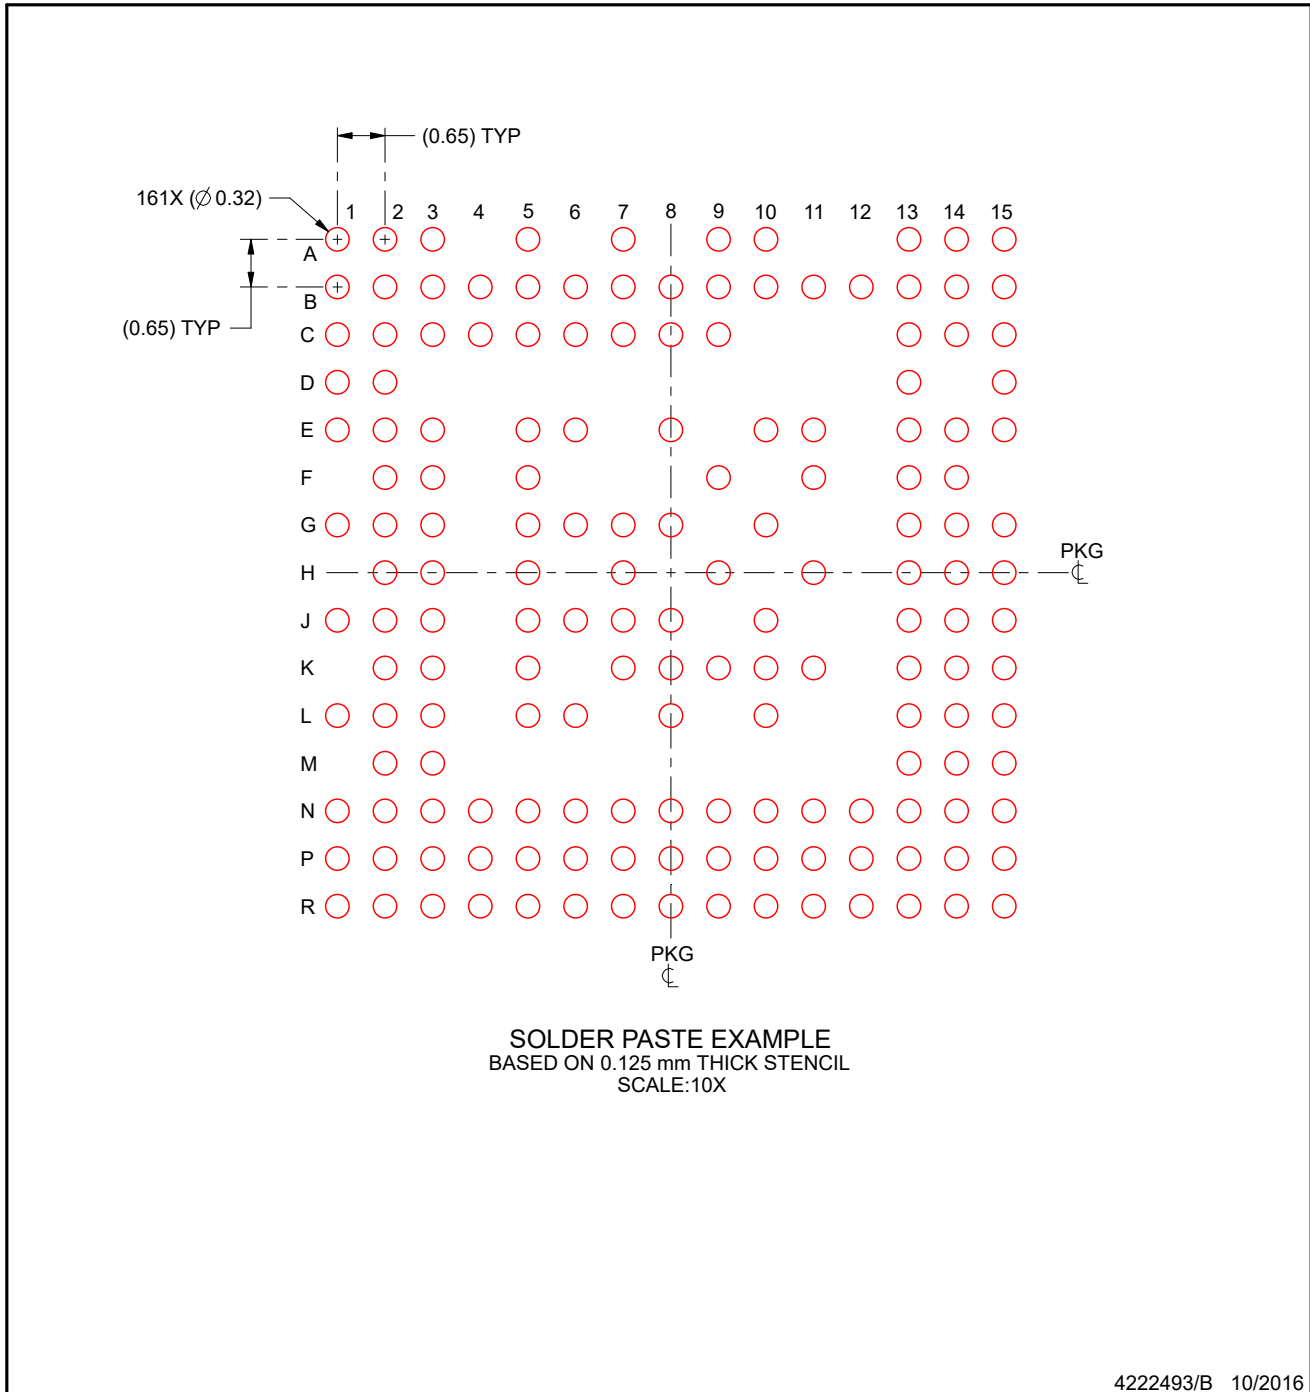 (0.65) TYP
161X (∅ 0.32)
1 2 3 4 5 6 7 8 9 10 11 12 13 14 15
A
B
(0.65) TYP
C
D
E
F
G
PKG
H
J
K
L
M
N
P
R
PKG
SOLDER PASTE EXAMPLE
BASED ON 0.125 mm THICK STENCIL
SCALE:10X
4222493/B 10/2016